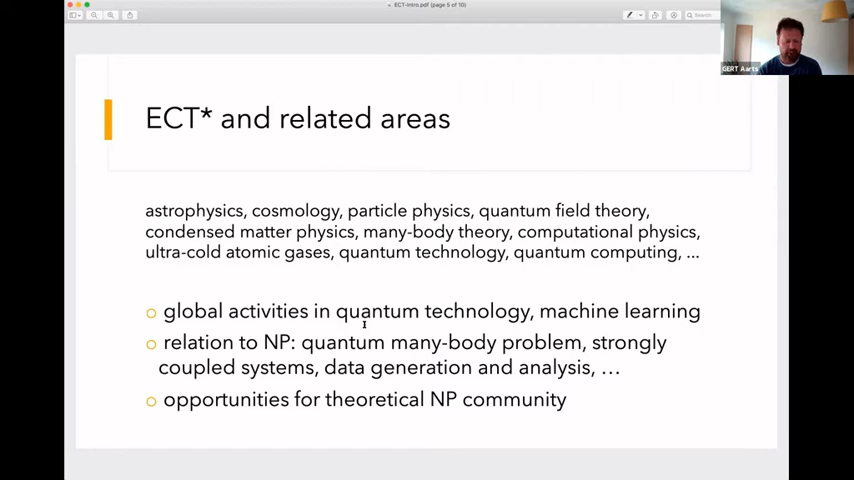 ECT-intro.pdf (page 5 of 10)
Search
GERT Aarts
ECT* and related areas
astrophysics, cosmology, particle physics, quantum field theory,
condensed matter physics, many-body theory, computational physics,
ultra-cold atomic gases, quantum technology, quantum computing, ...
global activities in quantum technology, machine learning
relation to NP: quantum many-body problem, strongly
coupled systems, data generation and analysis, ...
opportunities for theoretical NP community